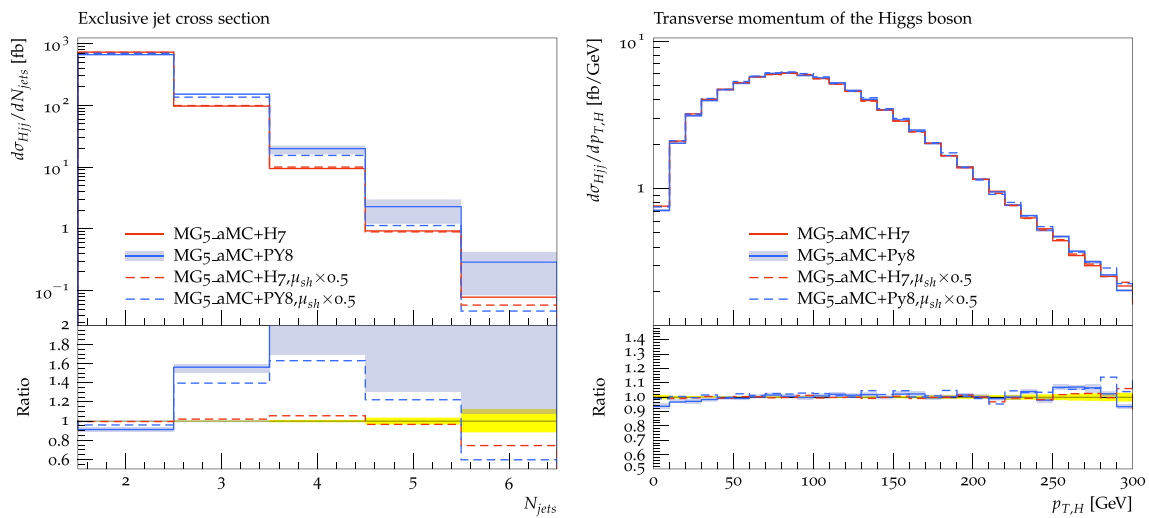 Exclusive jet cross section
dσ_Hjj/dN_jets [fb]
10^3
10^2
10^1
1
10^−1
MG5_aMC+H7
MG5_aMC+PY8
MG5_aMC+H7,μ_sh×0.5
MG5_aMC+PY8,μ_sh×0.5
Ratio
2
1.8
1.6
1.4
1.2
1
0.8
0.6
2
3
4
5
6
N_jets
Transverse momentum of the Higgs boson
dσ_Hjj/dp_T,H [fb/GeV]
10^1
1
MG5_aMC+H7
MG5_aMC+Py8
MG5_aMC+H7,μ_sh×0.5
MG5_aMC+Py8,μ_sh×0.5
Ratio
1.4
1.3
1.2
1.1
1.0
0.9
0.8
0.7
0.6
0.5
0
50
100
150
200
250
300
p_T,H [GeV]